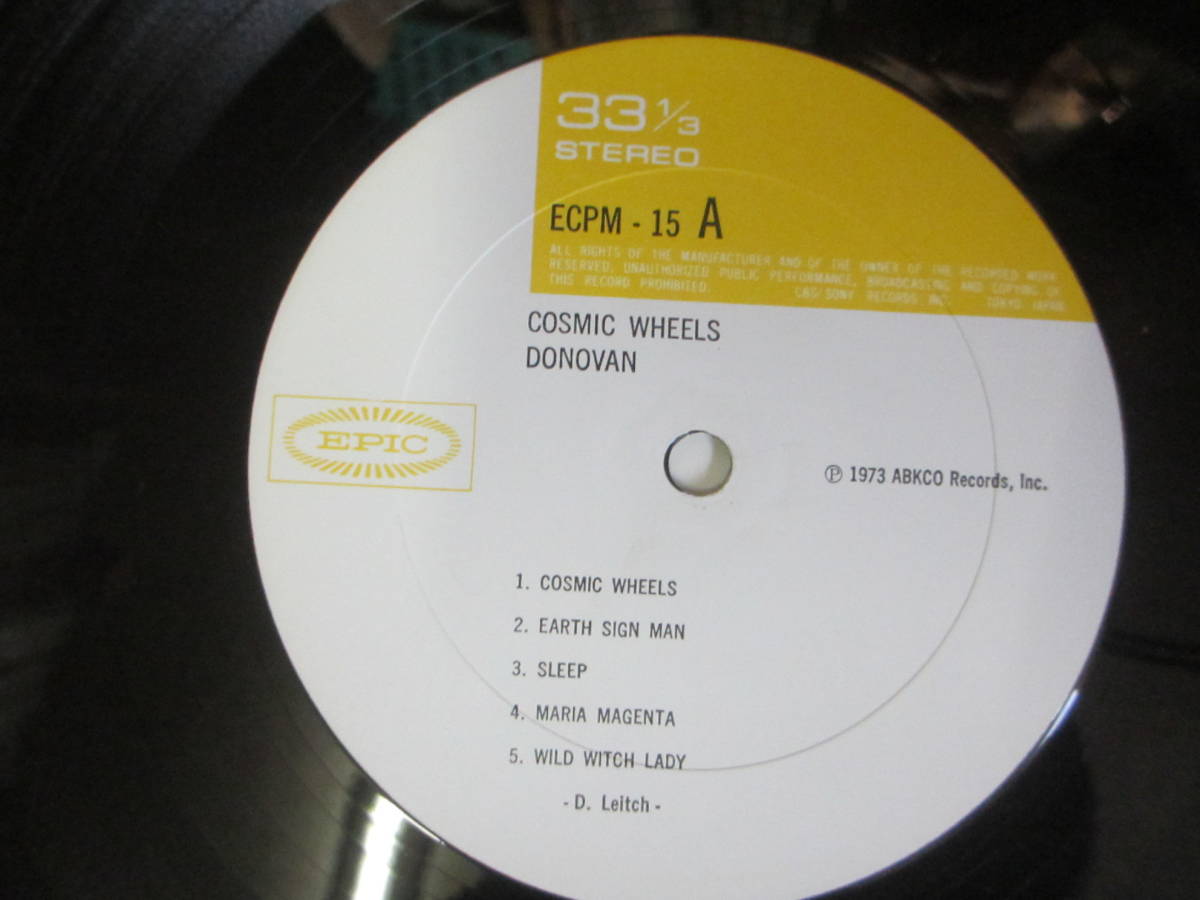 33 1/3
STEREO
ECPM - 15 A
ALL RIGHTS OF THE MANUFACTURER AND OF THE OWNER OF THE RECORDED WORK
RESERVED. UNAUTHORIZED PUBLIC PERFORMANCE, BROADCASTING AND COPYING OF
THIS RECORD PROHIBITED. CBS/SONY RECORDS INC. TOKYO JAPAN
COSMIC WHEELS
DONOVAN
EPIC
℗ 1973 ABKCO Records, Inc.
1. COSMIC WHEELS
2. EARTH SIGN MAN
3. SLEEP
4. MARIA MAGENTA
5. WILD WITCH LADY
- D. Leitch -